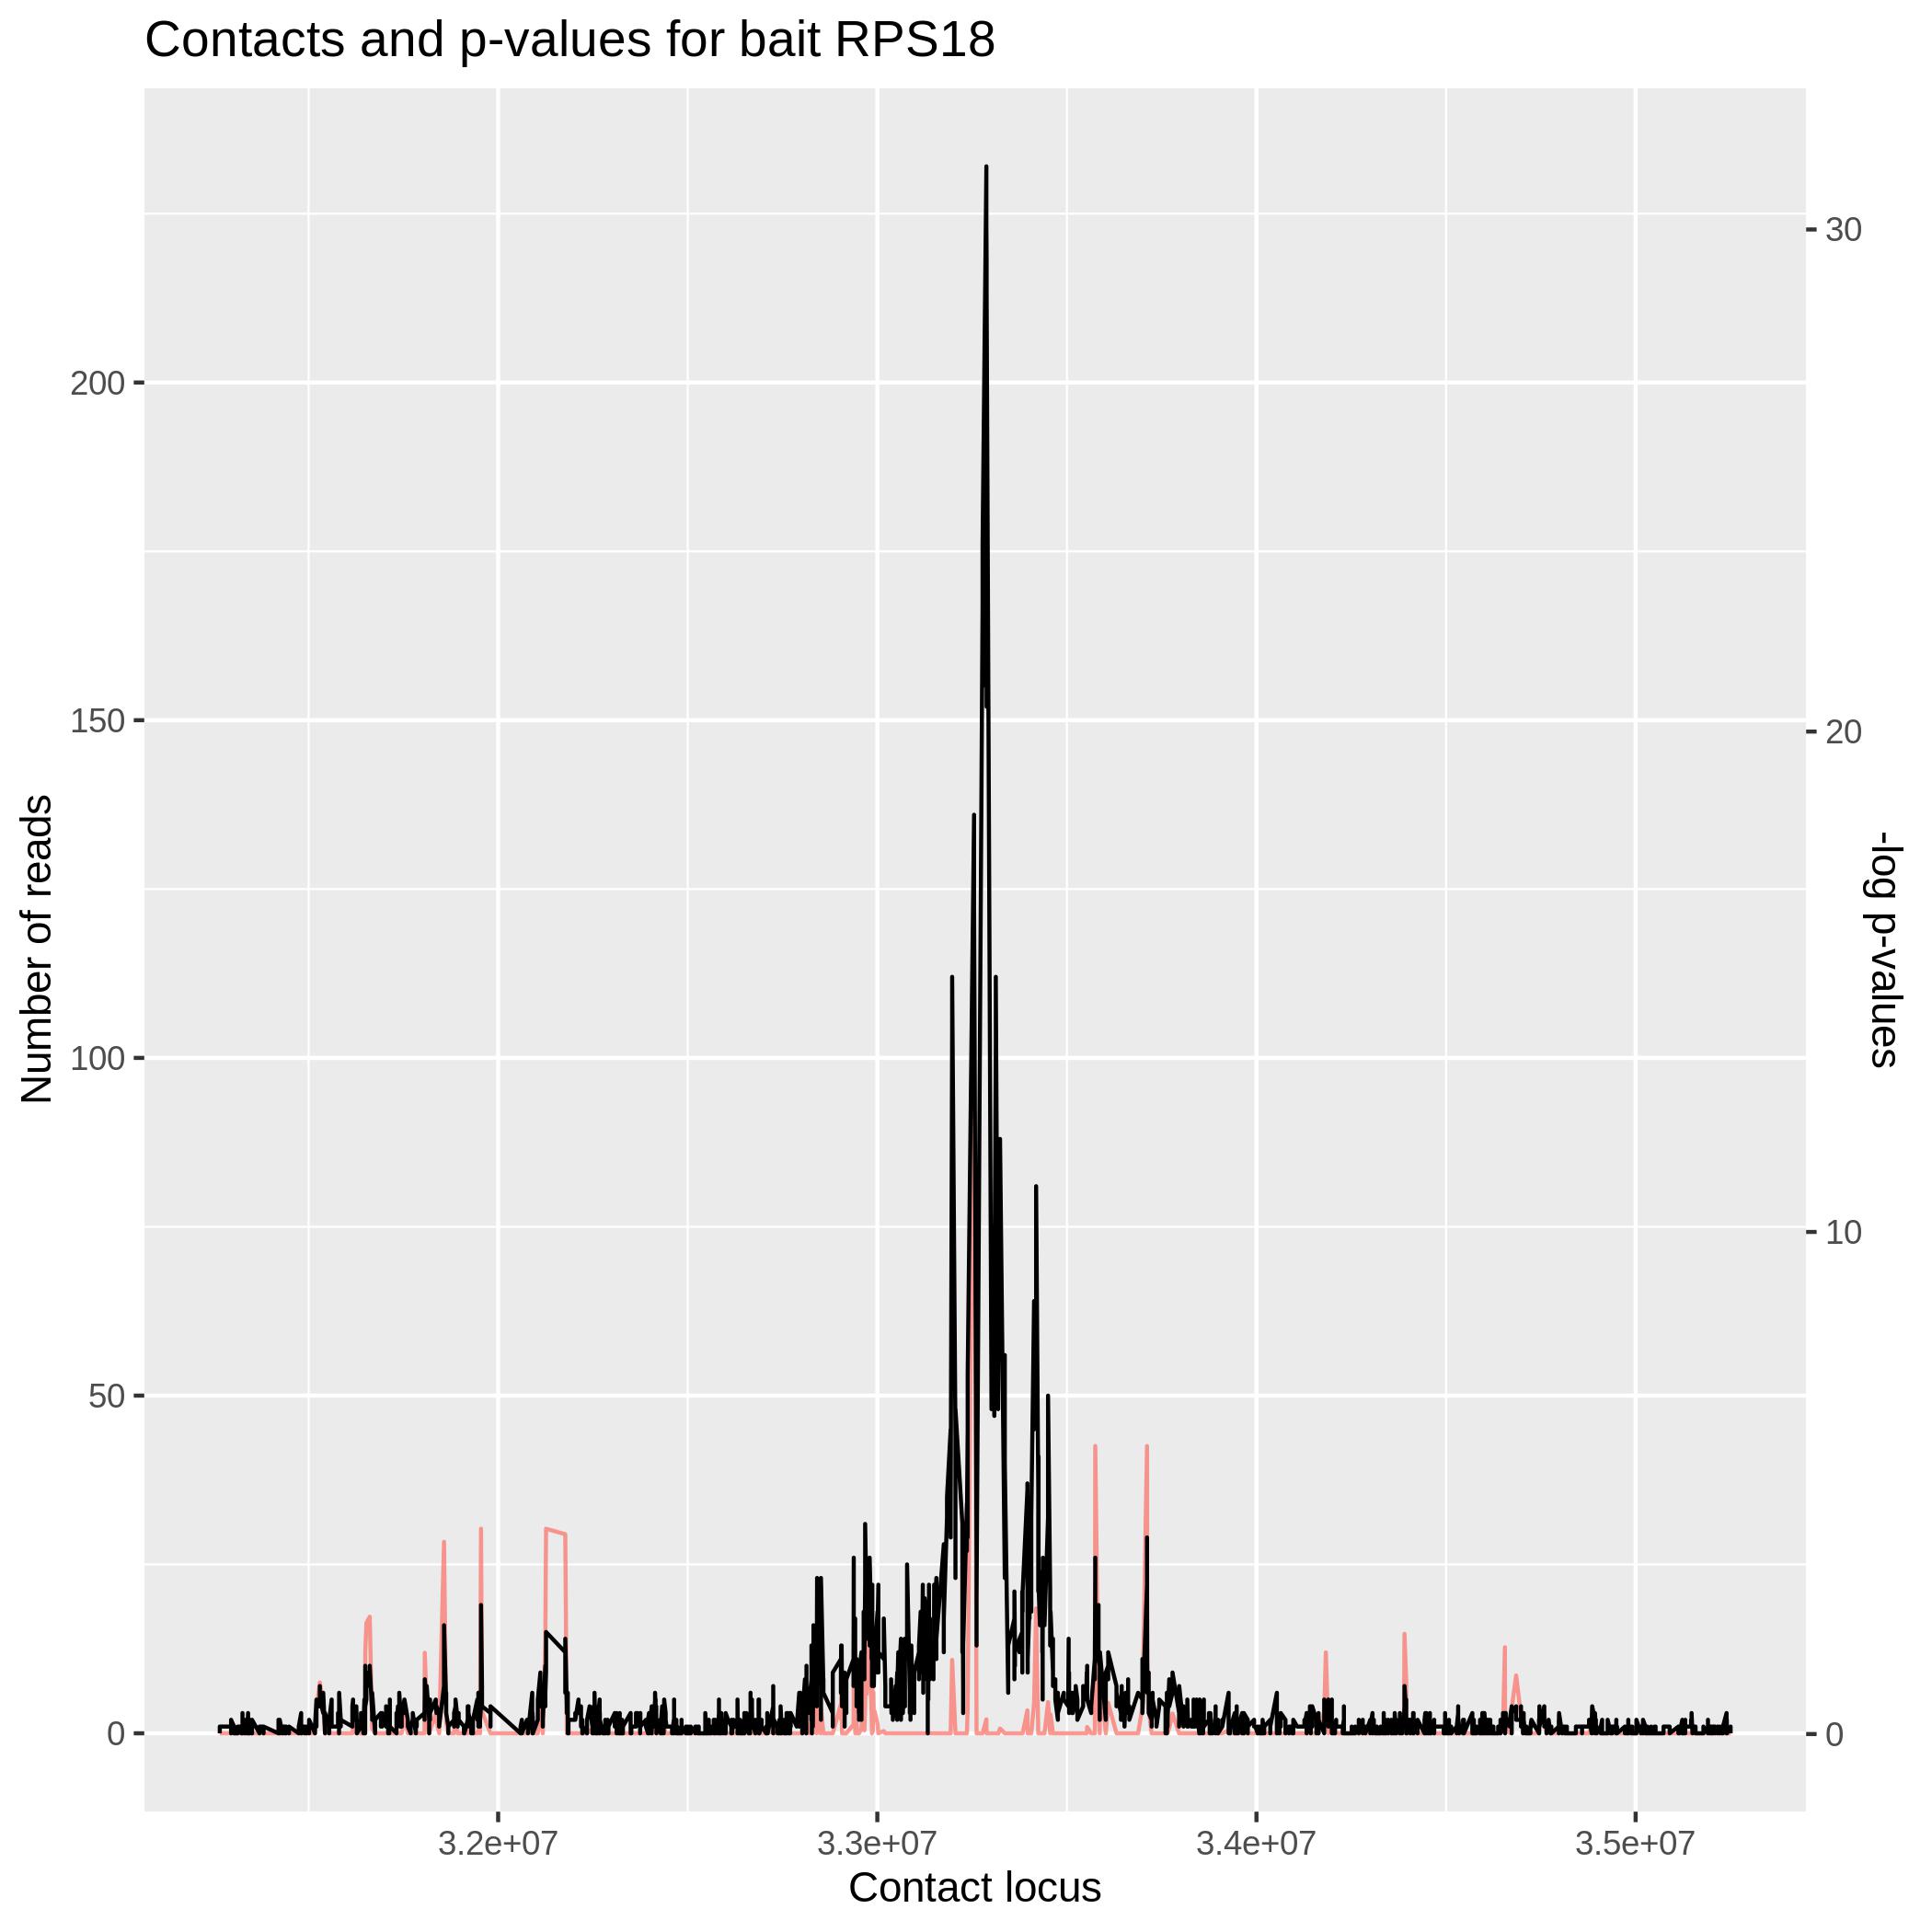 Contacts and p-values for bait RPS18
Number of reads
200
150
100
50
0
30
20
10
0
-log p-values
3.2e+07
3.3e+07
3.4e+07
3.5e+07
Contact locus